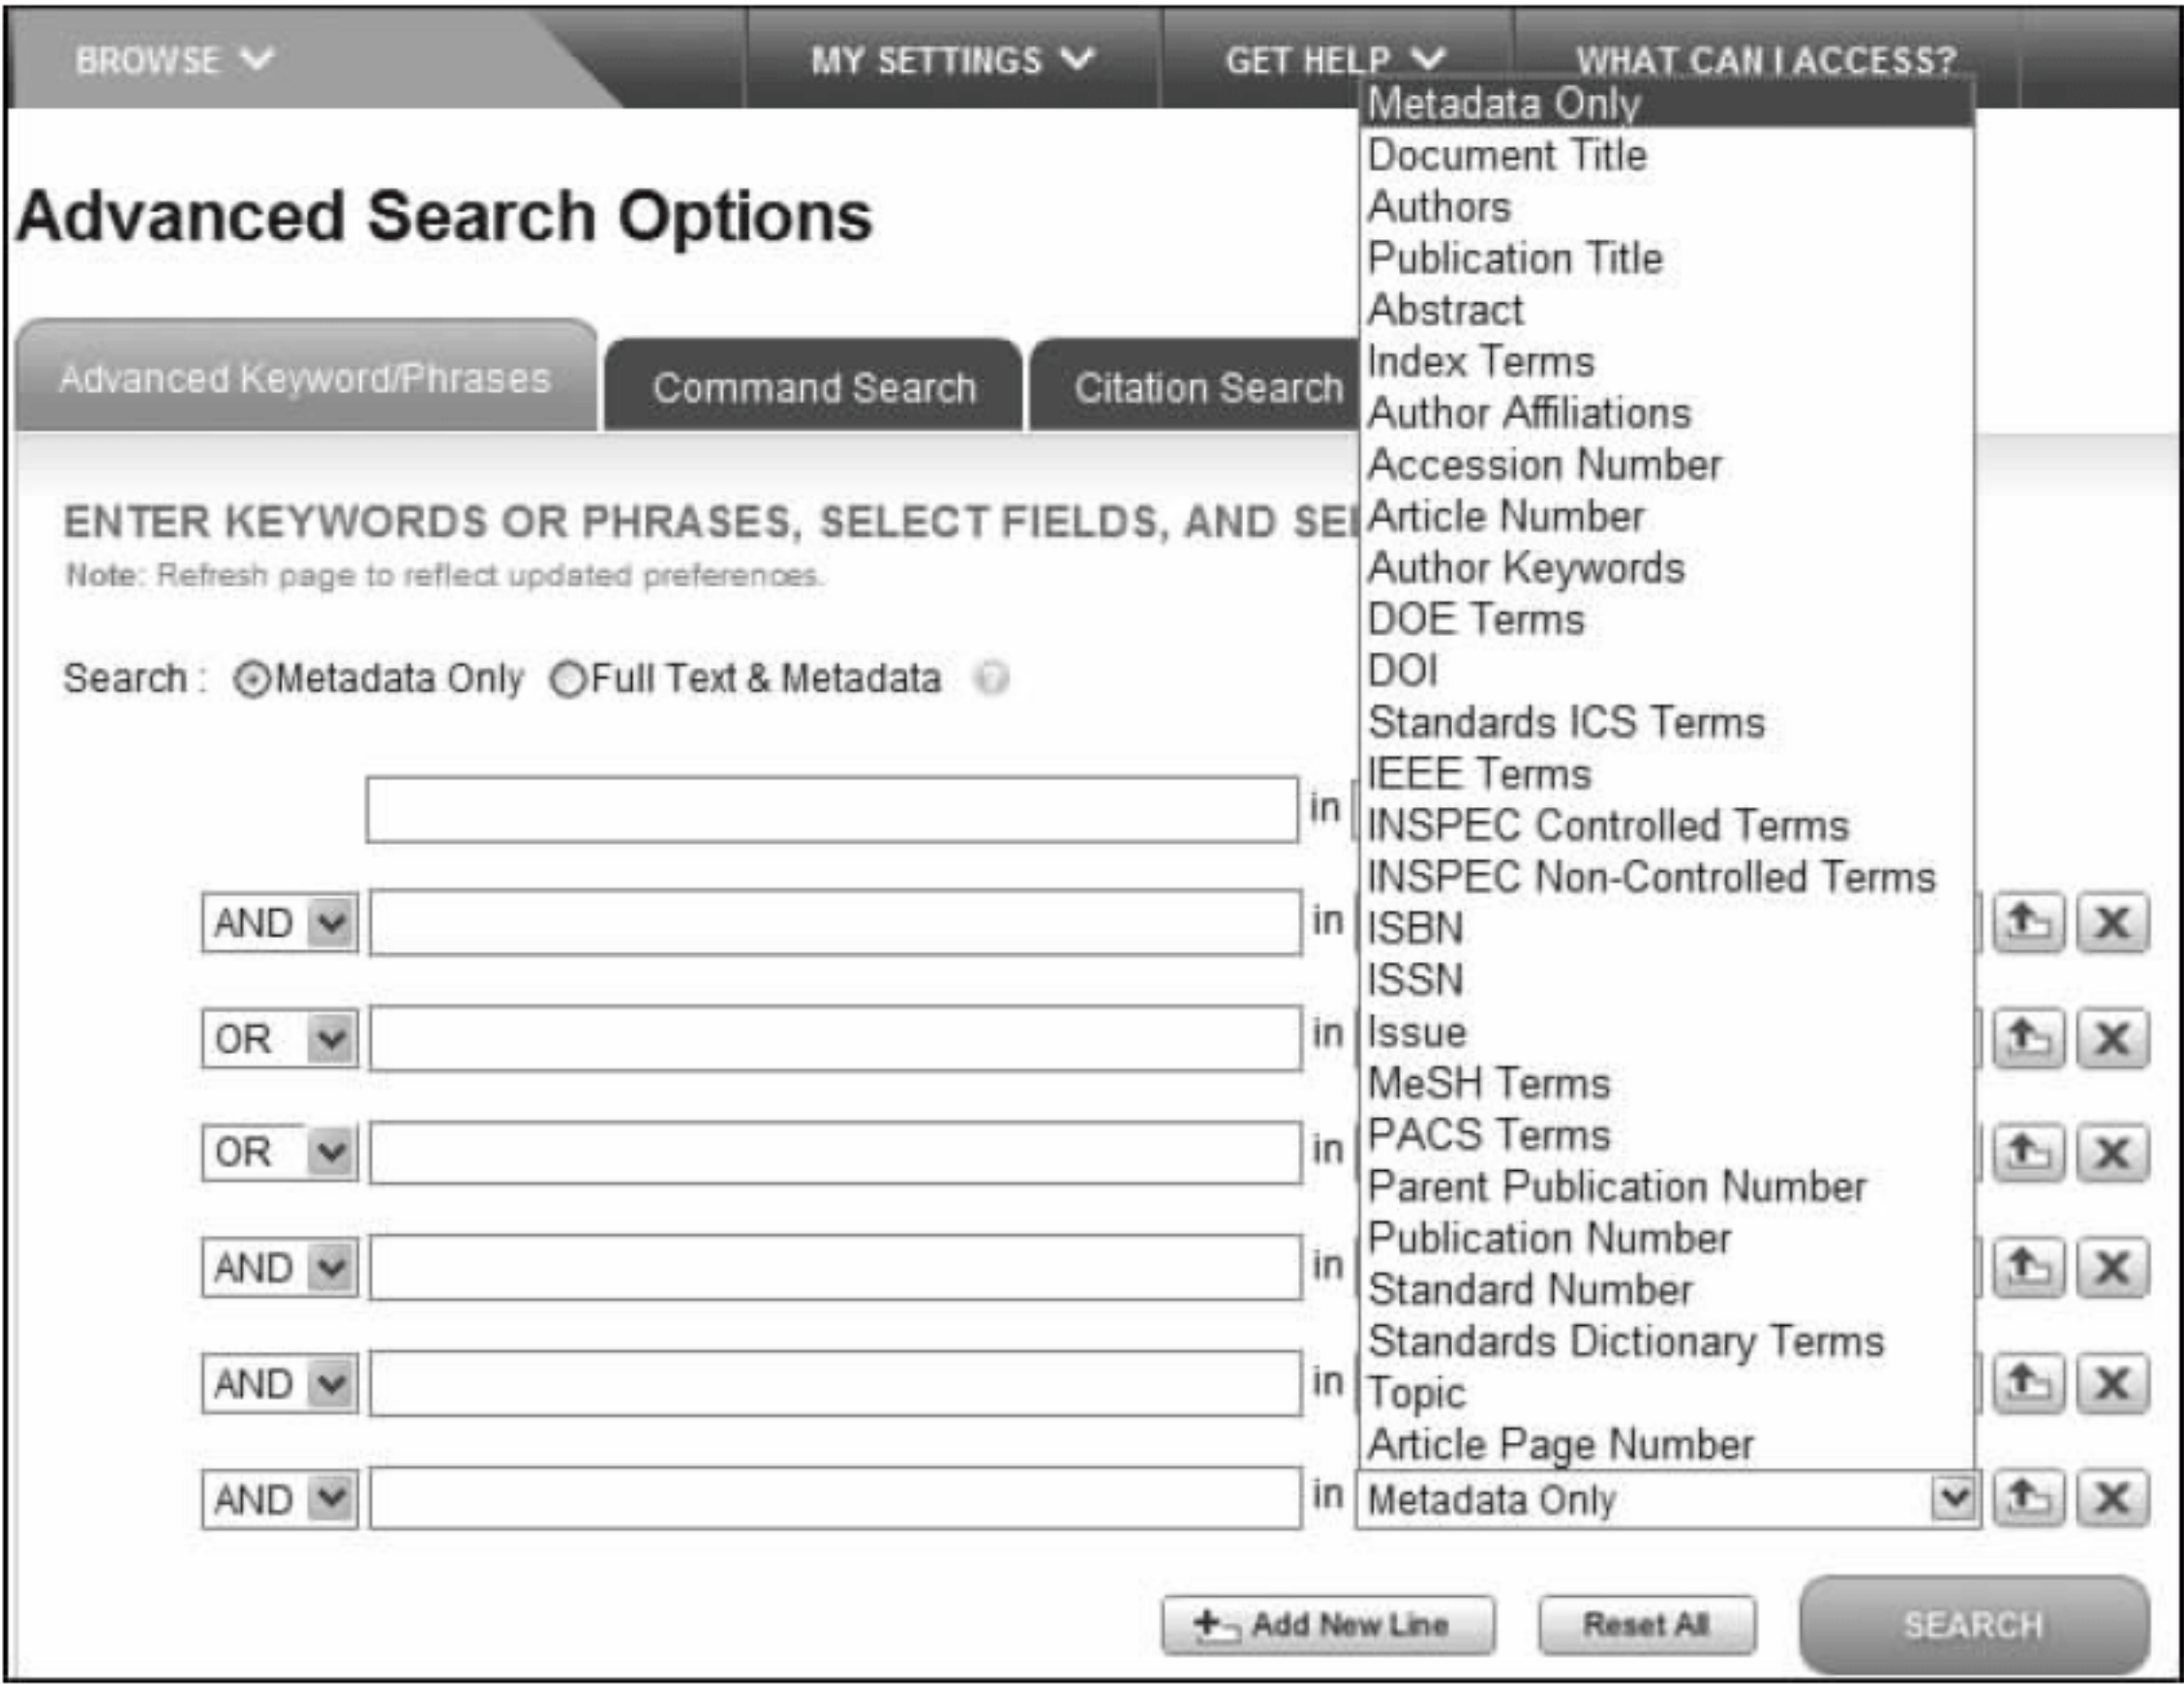 BROWSE MY SETTINGS GET HELP WHAT CAN I ACCESS?
Advanced Search Options
Advanced Keyword/Phrases Command Search Citation Search
ENTER KEYWORDS OR PHRASES, SELECT FIELDS, AND SE
Note: Refresh page to reflect updated preferences.
Search : Metadata Only Full Text & Metadata ?
in
AND in
OR in
OR in
AND in
AND in
AND in Metadata Only
Metadata Only
Document Title
Authors
Publication Title
Abstract
Index Terms
Author Affiliations
Accession Number
Article Number
Author Keywords
DOE Terms
DOI
Standards ICS Terms
IEEE Terms
INSPEC Controlled Terms
INSPEC Non-Controlled Terms
ISBN
ISSN
Issue
MeSH Terms
PACS Terms
Parent Publication Number
Publication Number
Standard Number
Standards Dictionary Terms
Topic
Article Page Number
Add New Line Reset All SEARCH